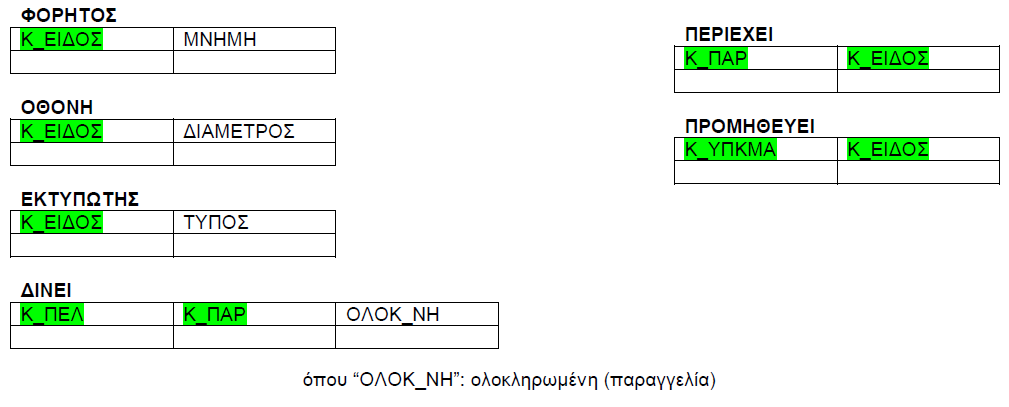 ΦΟΡΗΤΟΣ
Κ_ΕΙΔΟΣ ΜΝΗΜΗ
ΟΘΟΝΗ
Κ_ΕΙΔΟΣ ΔΙΑΜΕΤΡΟΣ
ΕΚΤΥΠΩΤΗΣ
Κ_ΕΙΔΟΣ ΤΥΠΟΣ
ΔΙΝΕΙ
Κ_ΠΕΛ Κ_ΠΑΡ ΟΛΟΚ_ΝΗ
ΠΕΡΙΕΧΕΙ
Κ_ΠΑΡ Κ_ΕΙΔΟΣ
ΠΡΟΜΗΘΕΥΕΙ
Κ_ΥΠΚΜΑ Κ_ΕΙΔΟΣ
όπου “ΟΛΟΚ_ΝΗ”: ολοκληρωμένη (παραγγελία)